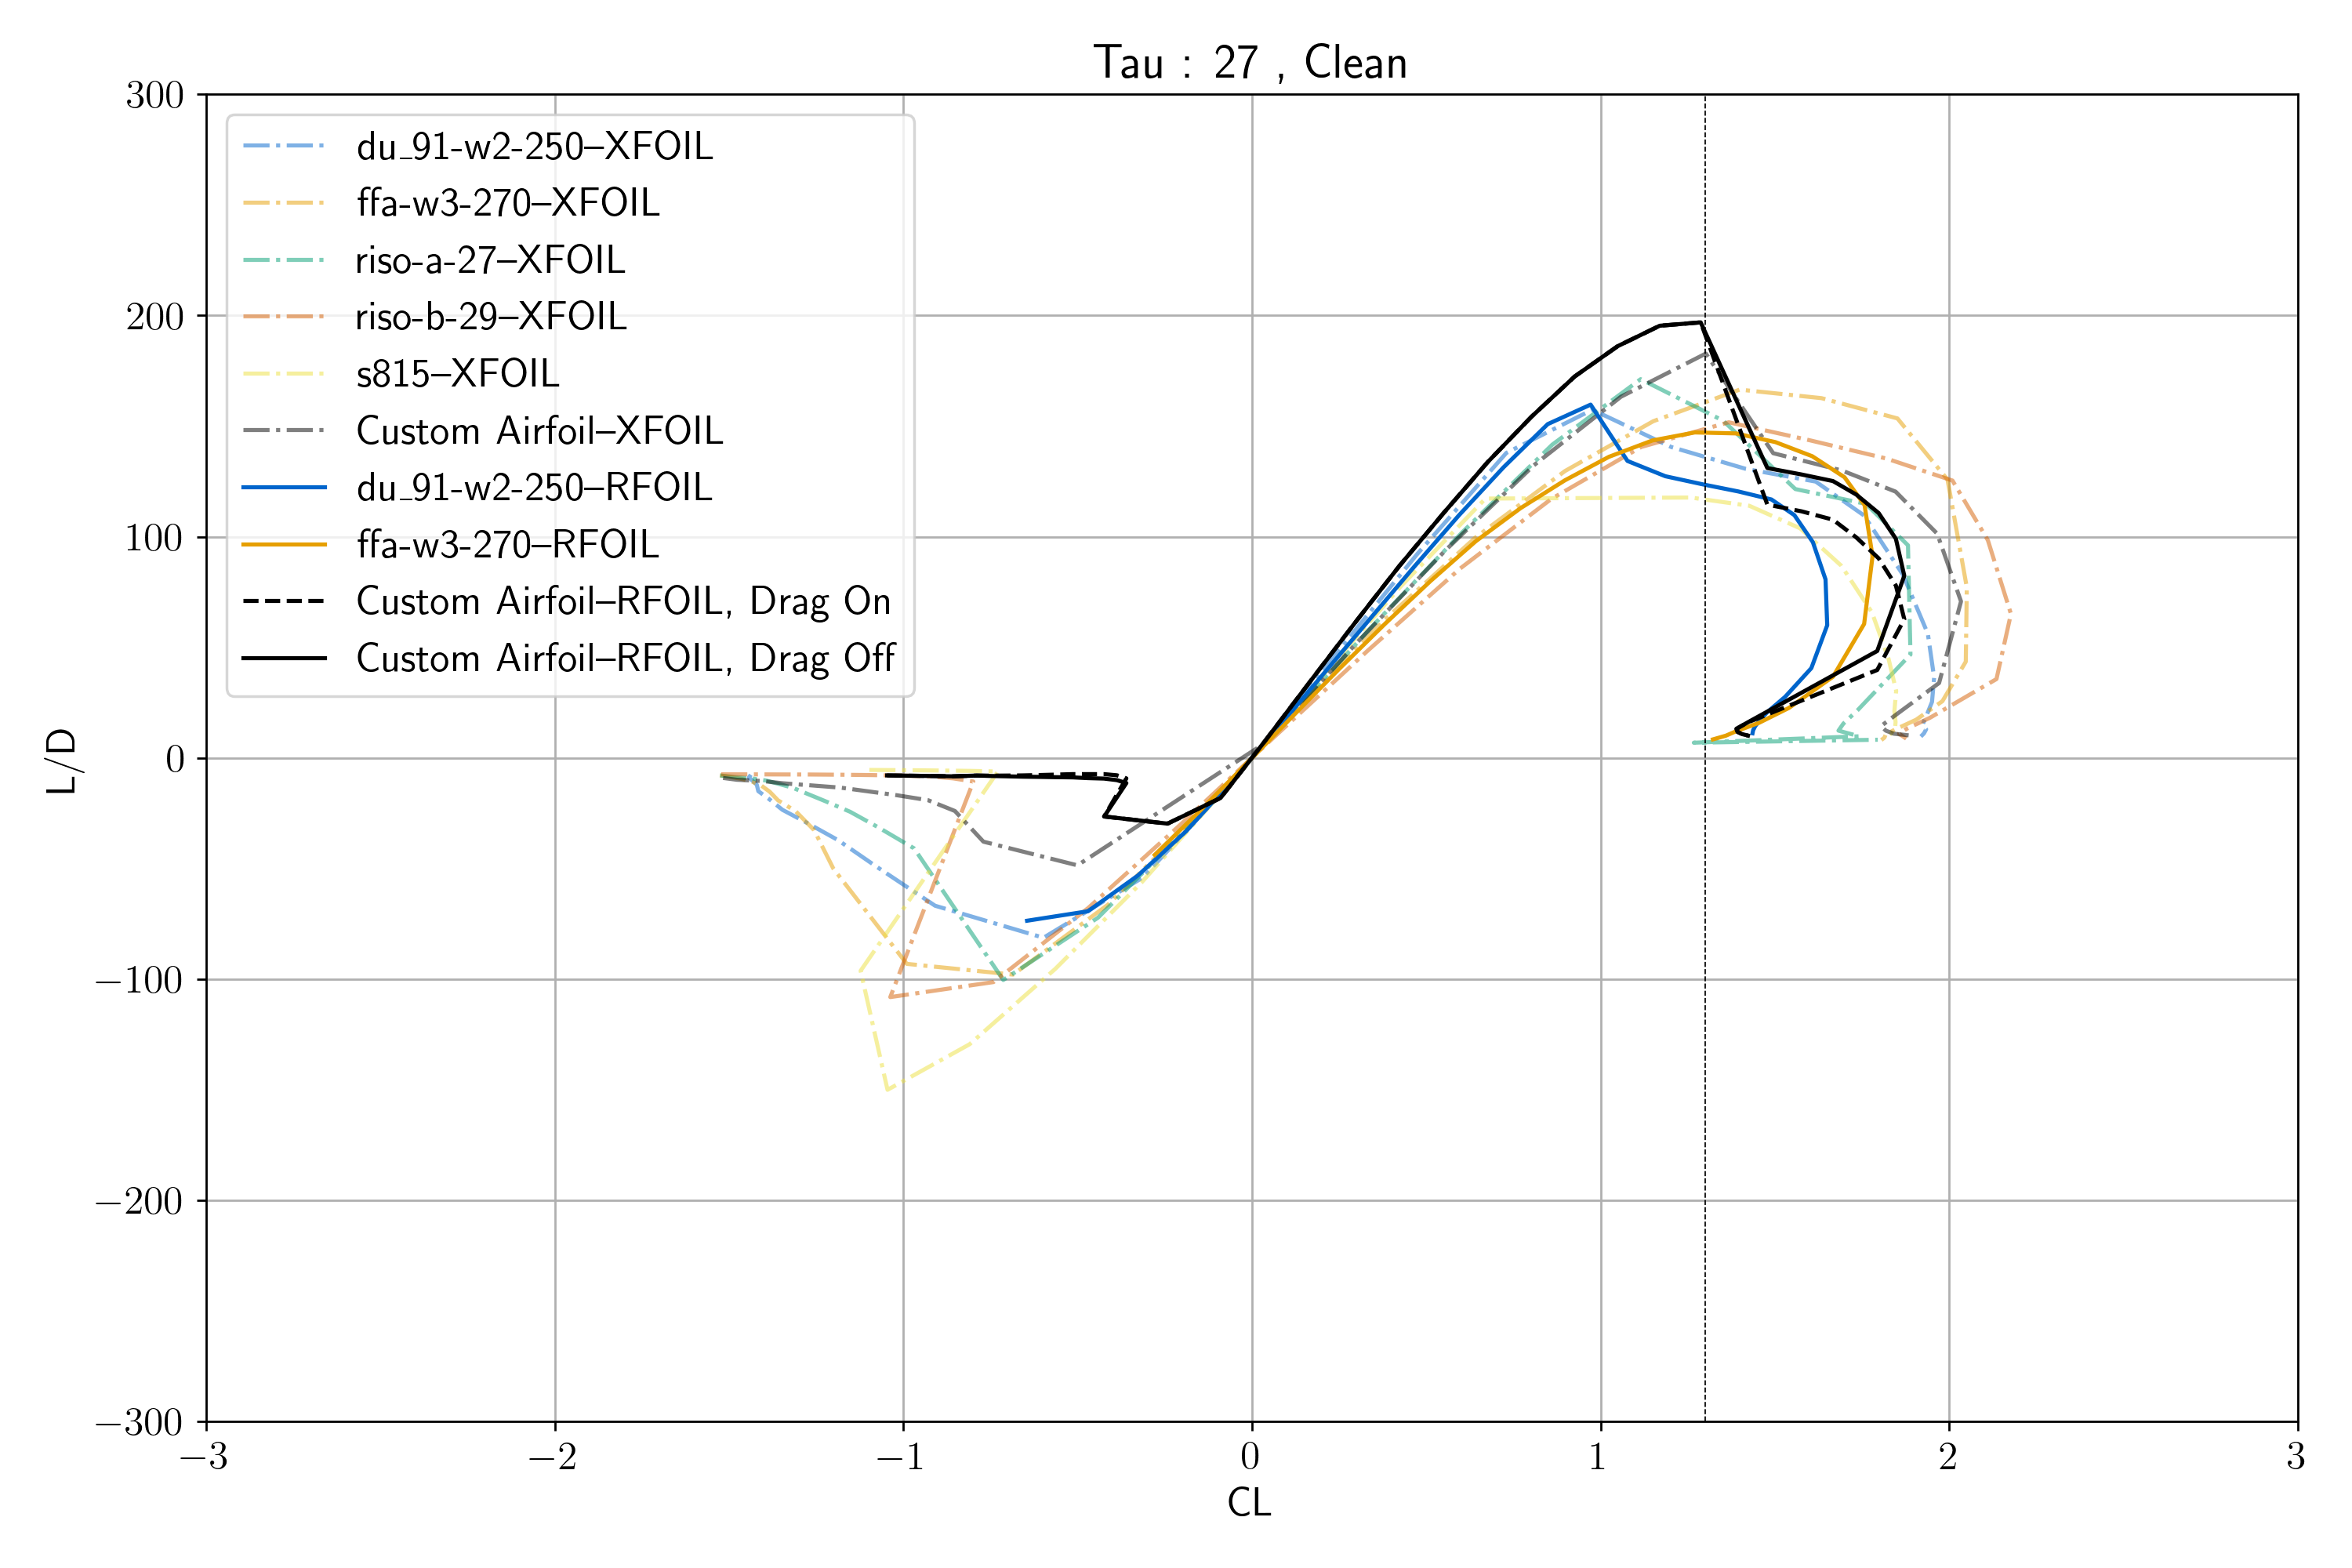 Tau : 27 , Clean
300
200
100
0
−100
−200
−300
L/D
du_91-w2-250–XFOIL
ffa-w3-270–XFOIL
riso-a-27–XFOIL
riso-b-29–XFOIL
s815–XFOIL
Custom Airfoil–XFOIL
du_91-w2-250–RFOIL
ffa-w3-270–RFOIL
Custom Airfoil–RFOIL, Drag On
Custom Airfoil–RFOIL, Drag Off
−3 −2 −1 0 1 2 3
CL